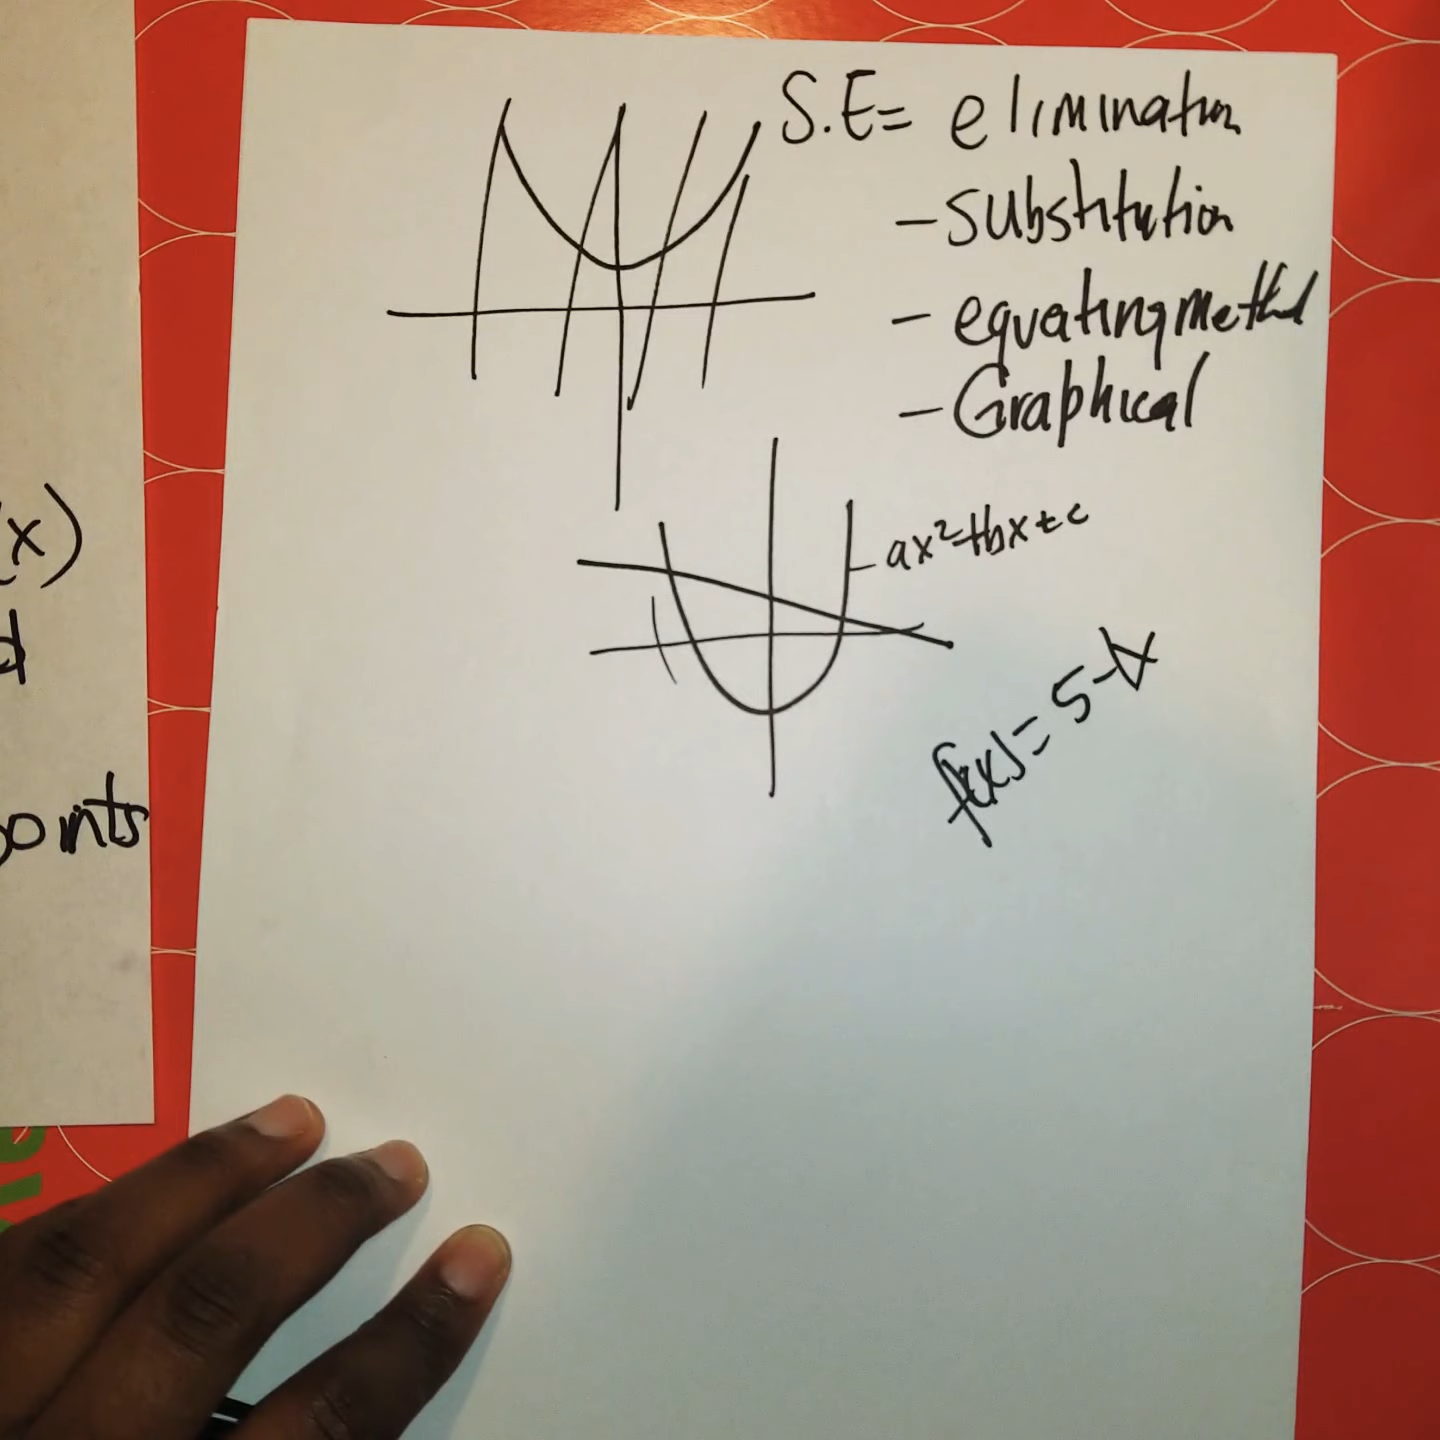 S.E= elimination
- substitution
- equating method
- Graphical
ax²+bx+c
f(x)=5-
(x)
d
oints